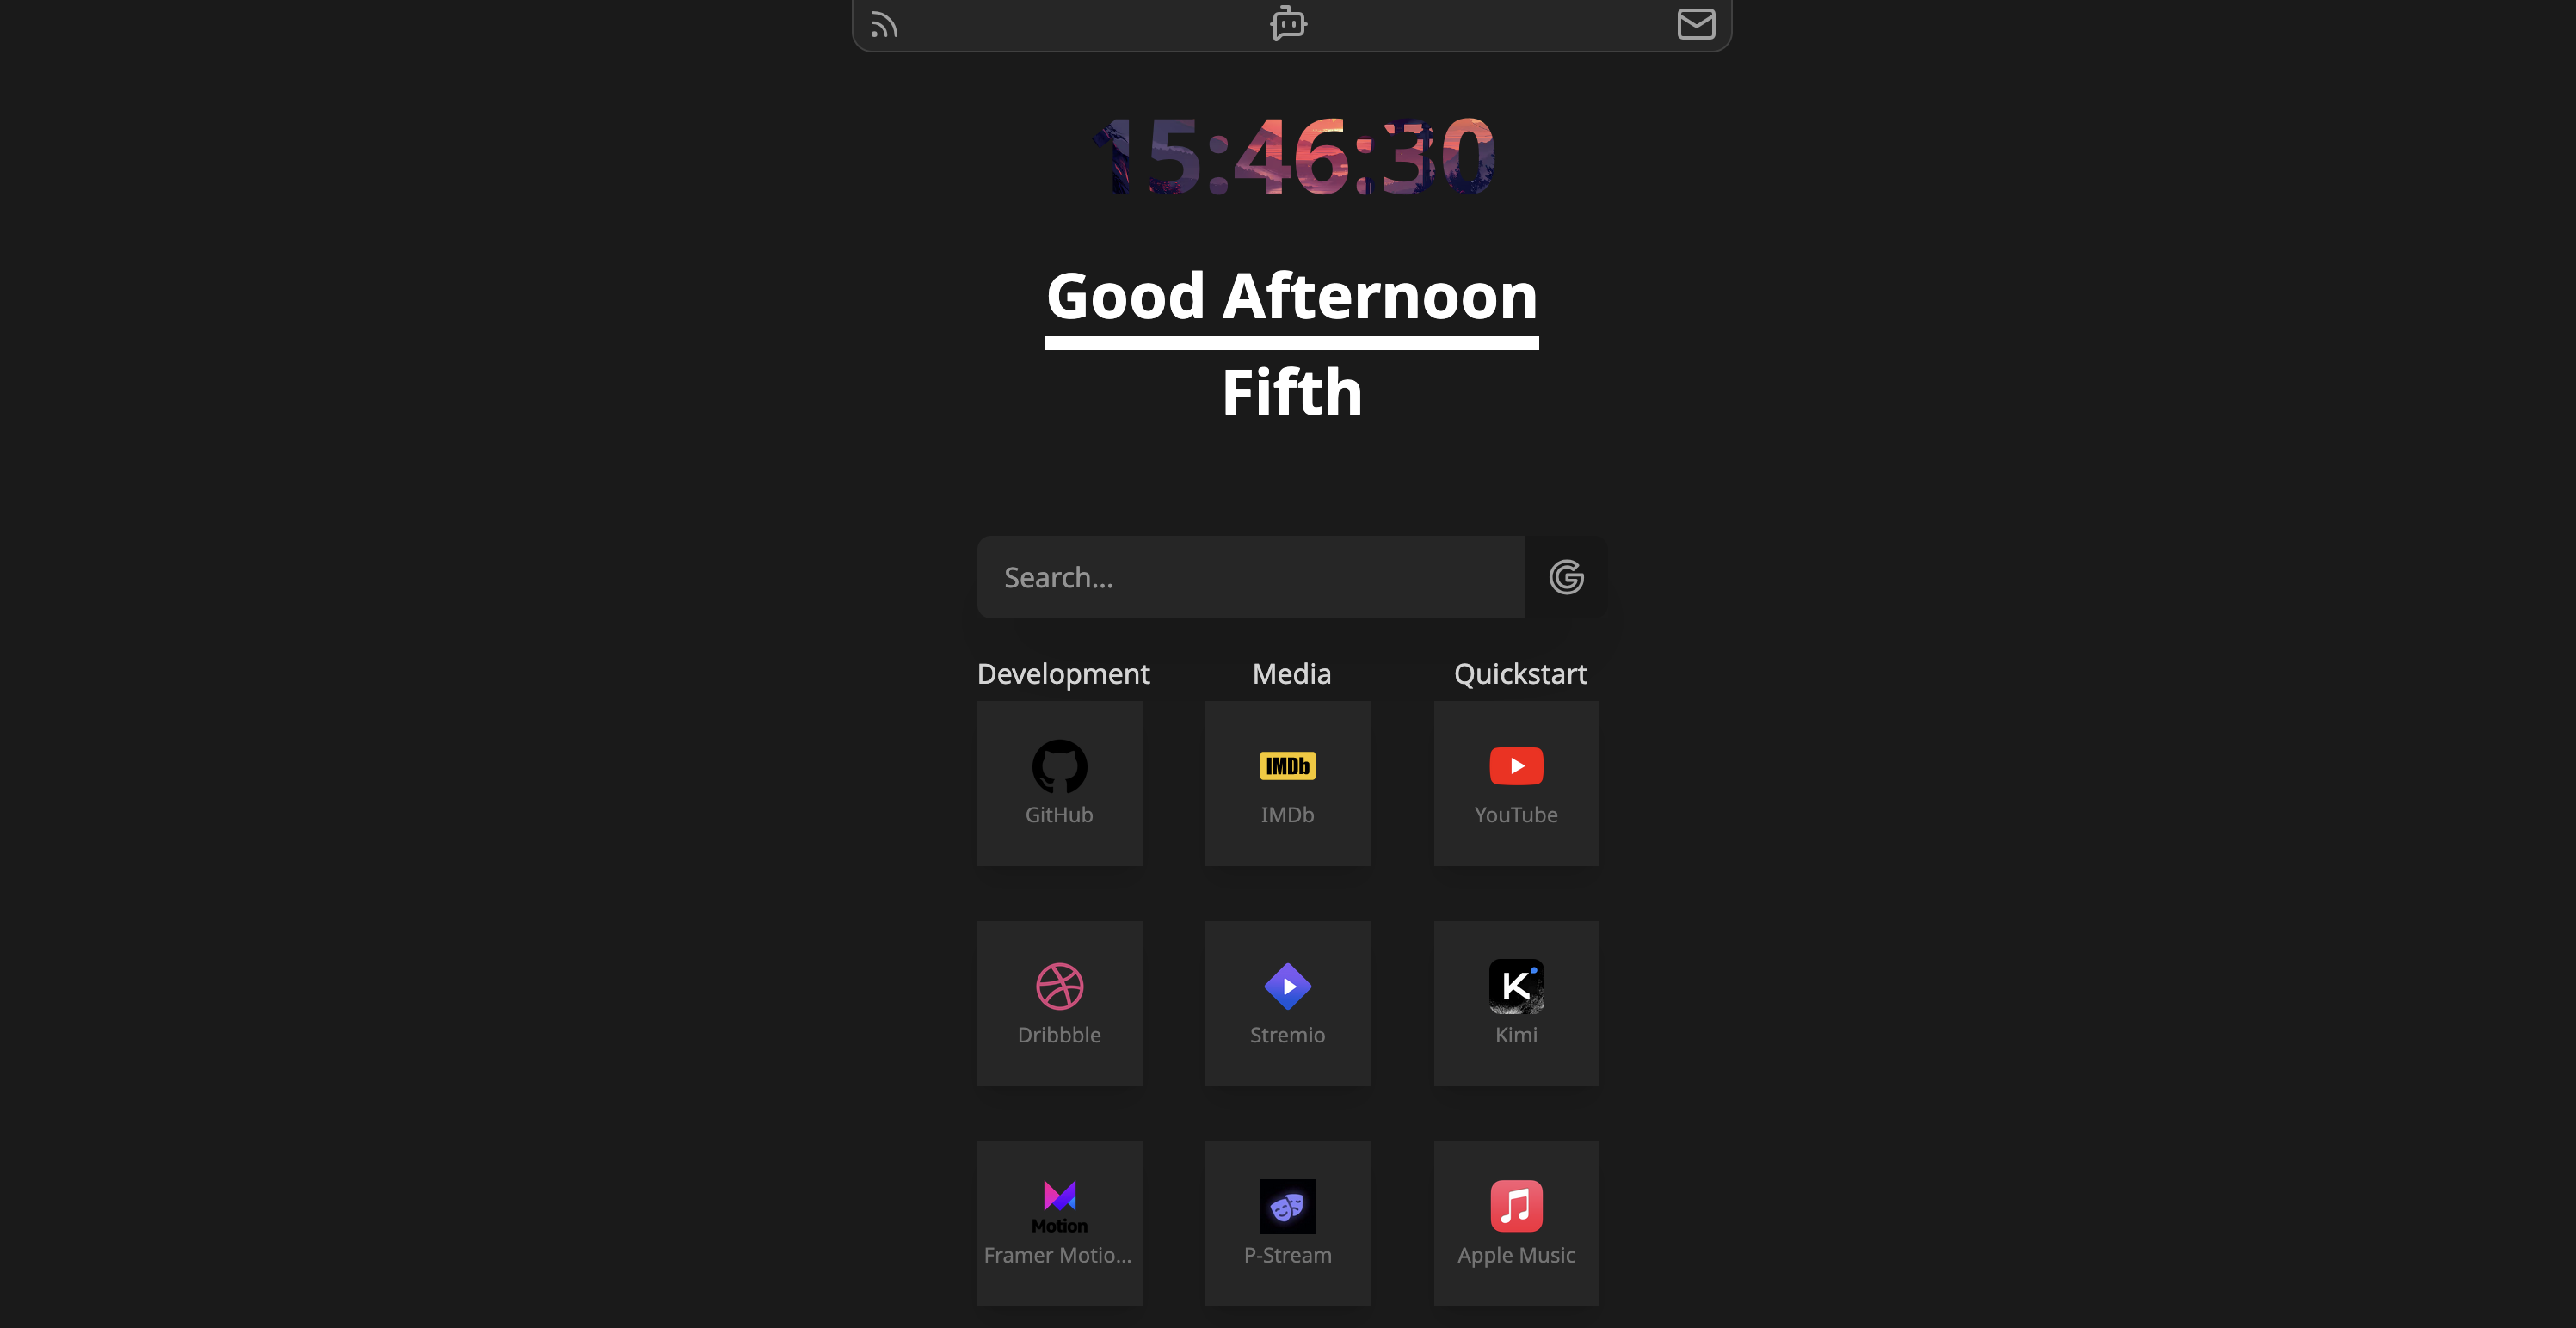 15:46:30
Good Afternoon
Fifth
Search...
Development Media Quickstart
IMDb
GitHub IMDb YouTube
K
Dribbble Stremio Kimi
Motion
Framer Motio... P-Stream Apple Music